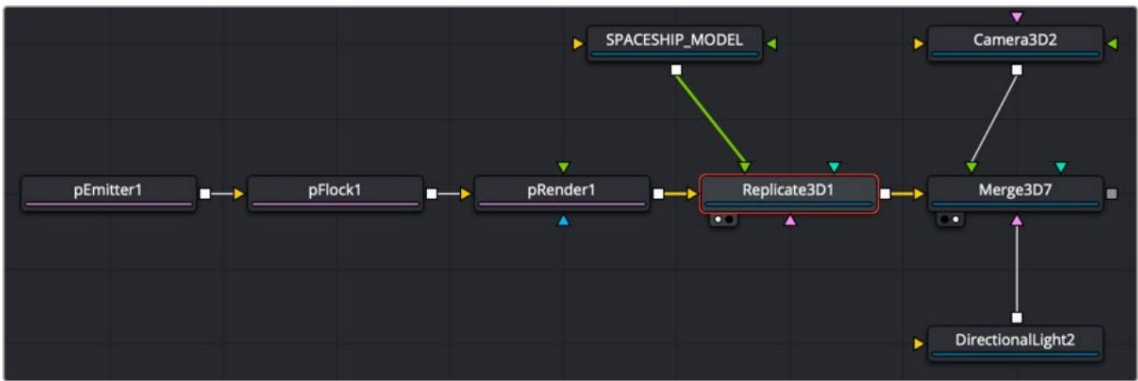 SPACESHIP_MODEL
Camera3D2
pEmitter1
pFlock1
pRender1
Replicate3D1
Merge3D7
DirectionalLight2